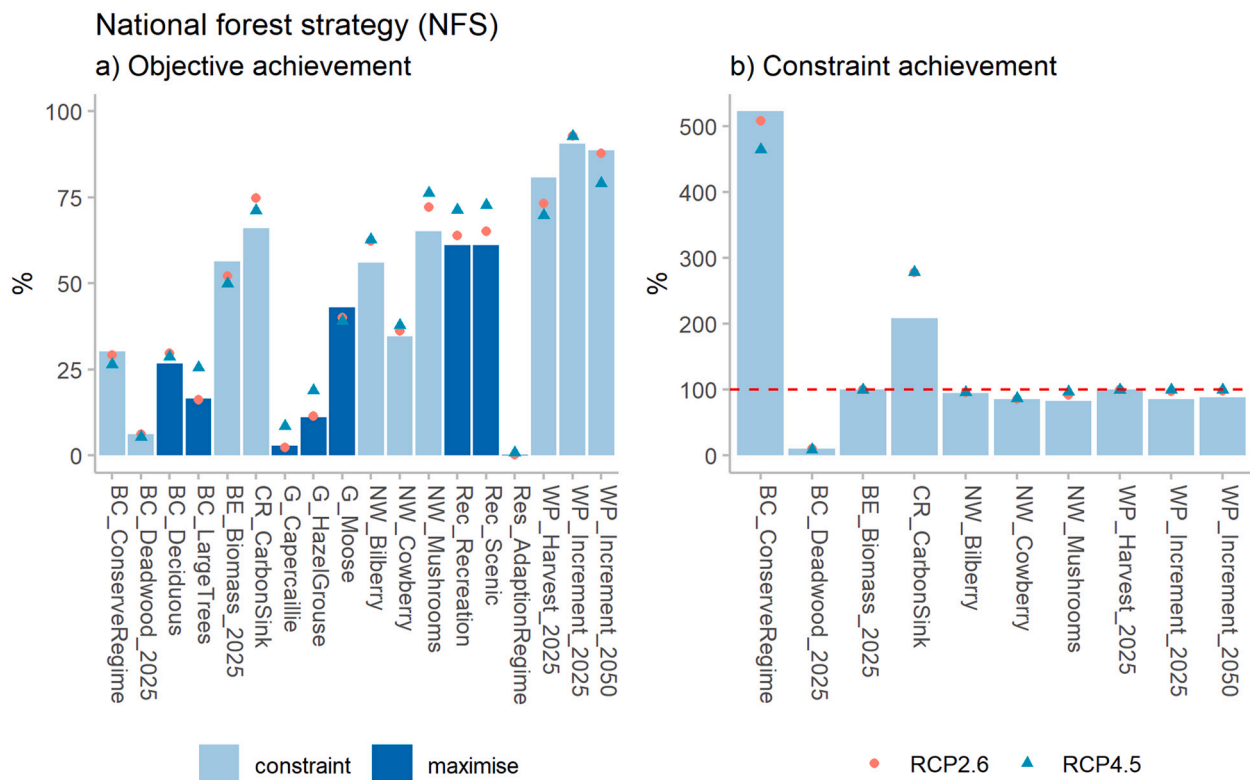 National forest strategy (NFS)
a) Objective achievement
b) Constraint achievement
%
100
75
50
25
0
BC_ConserveRegime
BC_Deadwood_2025
BC_Deciduous
BC_LargeTrees
BE_Biomass_2025
CR_CarbonSink
G_Capercaillie
G_HazelGrouse
G_Moose
NW_Bilberry
NW_Cowberry
NW_Mushrooms
Rec_Recreation
Rec_Scenic
Res_AdaptionRegime
WP_Harvest_2025
WP_Increment_2025
WP_Increment_2050
%
500
400
300
200
100
0
BC_ConserveRegime
BC_Deadwood_2025
BE_Biomass_2025
CR_CarbonSink
NW_Bilberry
NW_Cowberry
NW_Mushrooms
WP_Harvest_2025
WP_Increment_2025
WP_Increment_2050
constraint
maximise
RCP2.6
RCP4.5